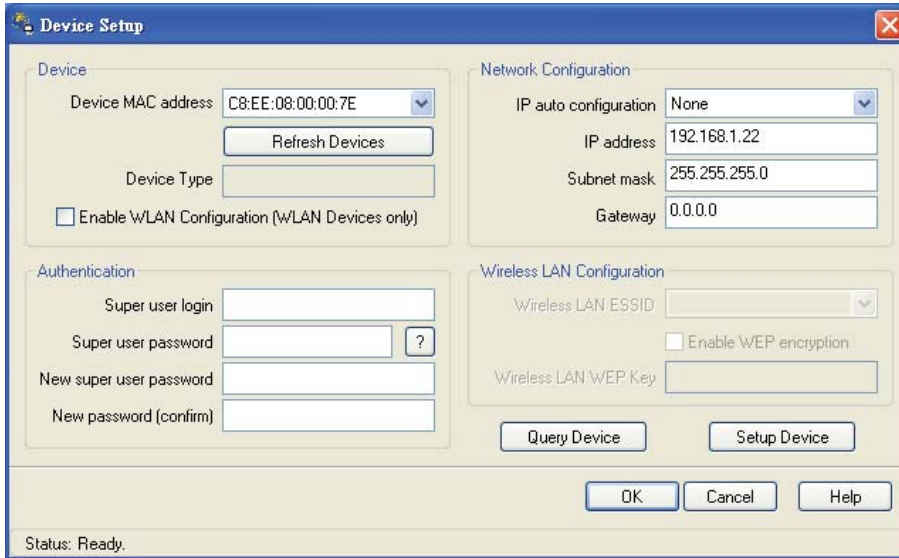 Device Setup
Device
Device MAC address C8:EE:08:00:00:7E
Refresh Devices
Device Type
Enable WLAN Configuration (WLAN Devices only)
Network Configuration
IP auto configuration None
IP address 192.168.1.22
Subnet mask 255.255.255.0
Gateway 0.0.0.0
Authentication
Super user login
Super user password ?
New super user password
New password (confirm)
Wireless LAN Configuration
Wireless LAN ESSID
Enable WEP encryption
Wireless LAN WEP Key
Query Device Setup Device
OK Cancel Help
Status: Ready.